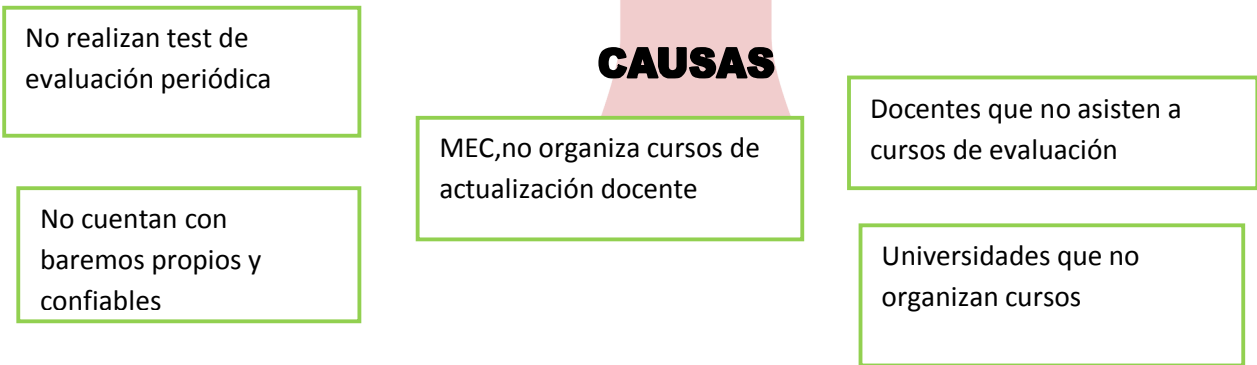 CAUSAS
No realizan test de
evaluación periódica
No cuentan con
baremos propios y
confiables
MEC,no organiza cursos de
actualización docente
Docentes que no asisten a
cursos de evaluación
Universidades que no
organizan cursos